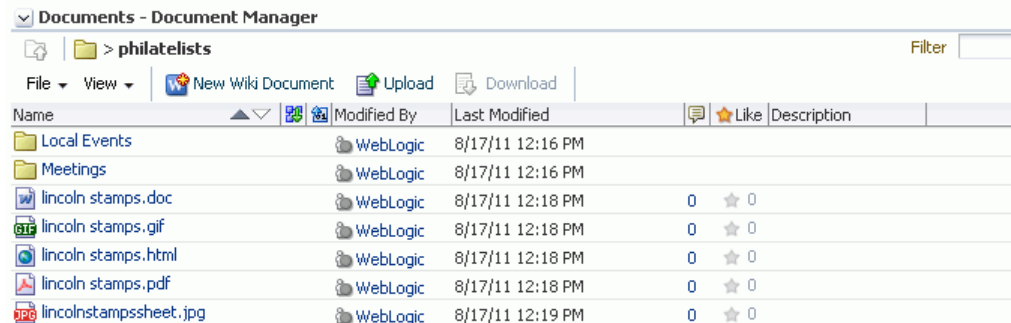 Documents - Document Manager
> philatelists Filter
File View New Wiki Document Upload Download
Name Modified By Last Modified Like Description
Local Events WebLogic 8/17/11 12:16 PM
Meetings WebLogic 8/17/11 12:16 PM
lincoln stamps.doc WebLogic 8/17/11 12:18 PM 0 0
GIF lincoln stamps.gif WebLogic 8/17/11 12:18 PM 0 0
lincoln stamps.html WebLogic 8/17/11 12:18 PM 0 0
lincoln stamps.pdf WebLogic 8/17/11 12:18 PM 0 0
JPG lincolnstampssheet.jpg WebLogic 8/17/11 12:19 PM 0 0